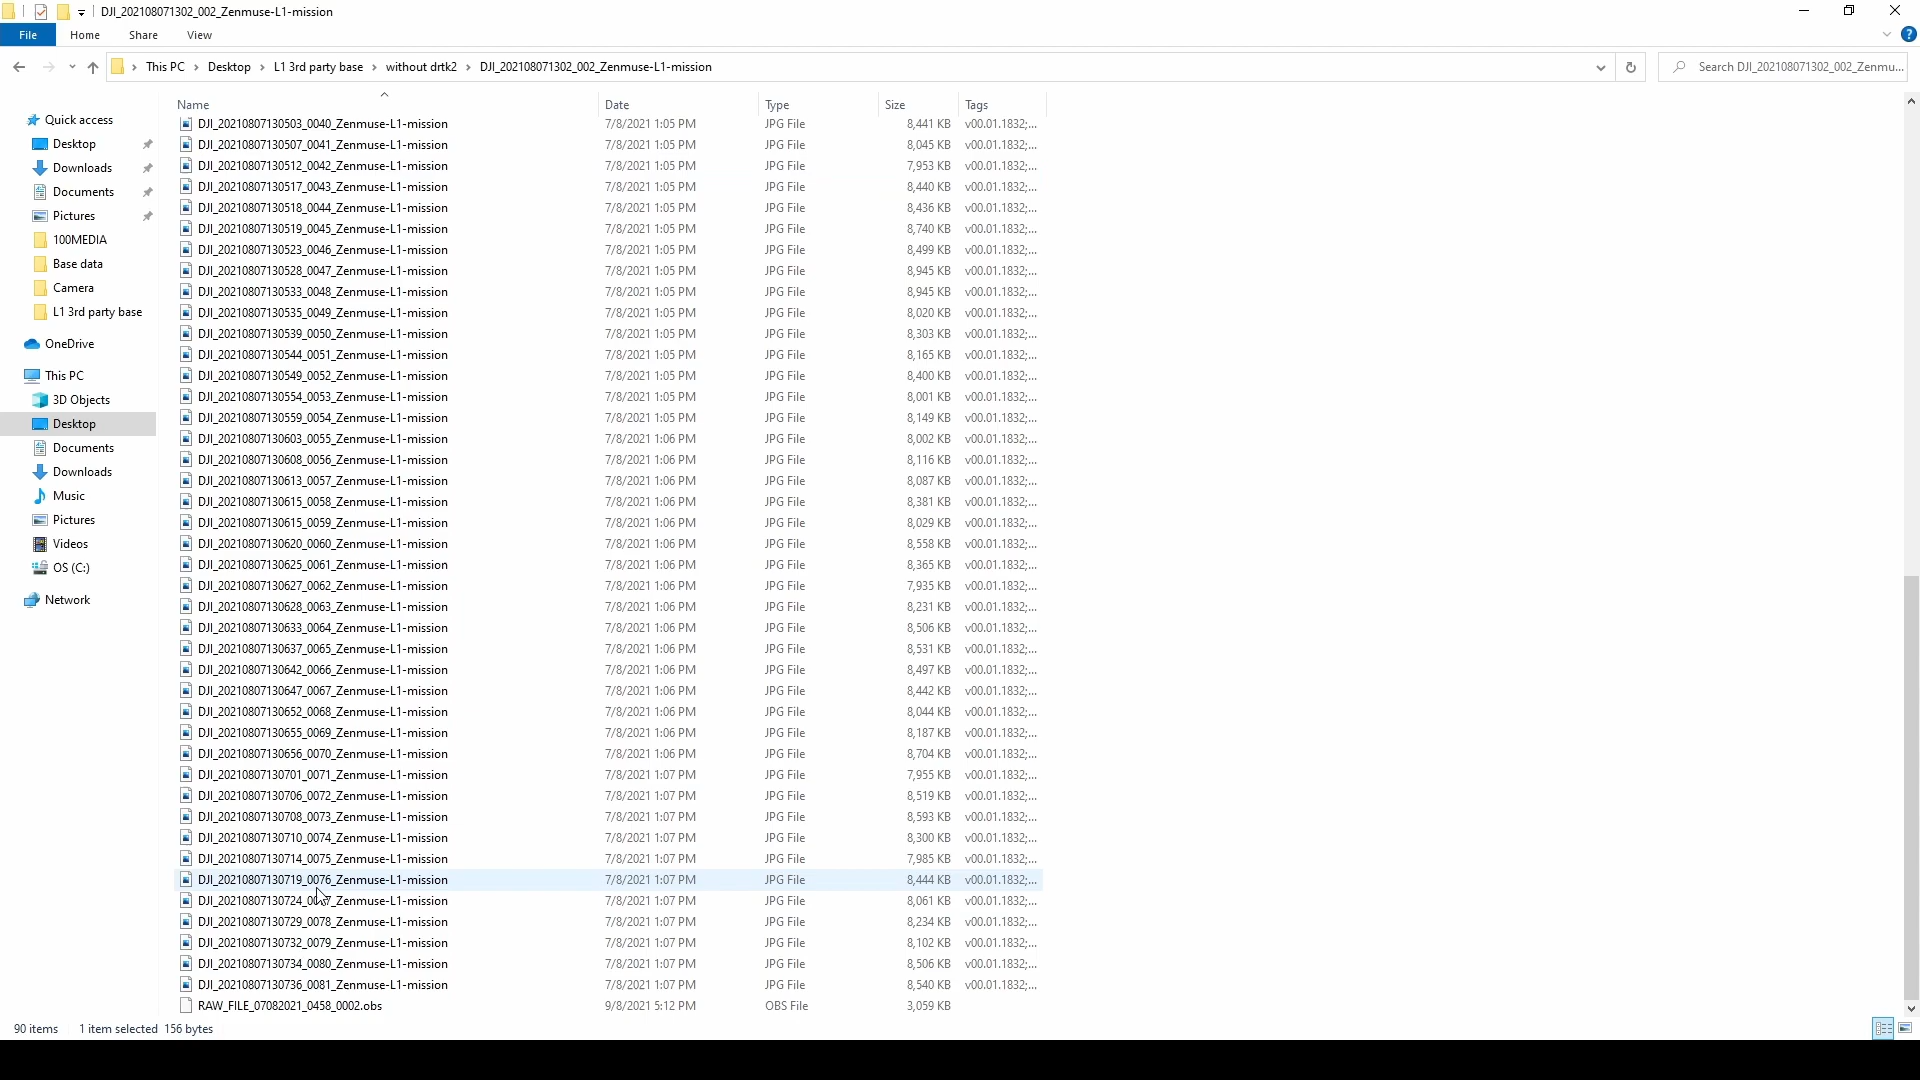 DJI_202108071302_002_Zenmuse-L1-mission
File Home Share View
This PC Desktop L1 3rd party base without drtk2 DJI_202108071302_002_Zenmuse-L1-mission Search DJI_202108071302_002_Zenmu...
Quick access
Desktop
Downloads
Documents
Pictures
100MEDIA
Base data
Camera
L1 3rd party base
OneDrive
This PC
3D Objects
Desktop
Documents
Downloads
Music
Pictures
Videos
OS (C:)
Network
Name Date Type Size Tags
DJI_20210807130503_0040_Zenmuse-L1-mission 7/8/2021 1:05 PM JPG File 8,441 KB v00.01.1832;...
DJI_20210807130507_0041_Zenmuse-L1-mission 7/8/2021 1:05 PM JPG File 8,045 KB v00.01.1832;...
DJI_20210807130512_0042_Zenmuse-L1-mission 7/8/2021 1:05 PM JPG File 7,953 KB v00.01.1832;...
DJI_20210807130517_0043_Zenmuse-L1-mission 7/8/2021 1:05 PM JPG File 8,440 KB v00.01.1832;...
DJI_20210807130518_0044_Zenmuse-L1-mission 7/8/2021 1:05 PM JPG File 8,436 KB v00.01.1832;...
DJI_20210807130519_0045_Zenmuse-L1-mission 7/8/2021 1:05 PM JPG File 8,740 KB v00.01.1832;...
DJI_20210807130523_0046_Zenmuse-L1-mission 7/8/2021 1:05 PM JPG File 8,499 KB v00.01.1832;...
DJI_20210807130528_0047_Zenmuse-L1-mission 7/8/2021 1:05 PM JPG File 8,945 KB v00.01.1832;...
DJI_20210807130533_0048_Zenmuse-L1-mission 7/8/2021 1:05 PM JPG File 8,945 KB v00.01.1832;...
DJI_20210807130535_0049_Zenmuse-L1-mission 7/8/2021 1:05 PM JPG File 8,020 KB v00.01.1832;...
DJI_20210807130539_0050_Zenmuse-L1-mission 7/8/2021 1:05 PM JPG File 8,303 KB v00.01.1832;...
DJI_20210807130544_0051_Zenmuse-L1-mission 7/8/2021 1:05 PM JPG File 8,165 KB v00.01.1832;...
DJI_20210807130549_0052_Zenmuse-L1-mission 7/8/2021 1:05 PM JPG File 8,400 KB v00.01.1832;...
DJI_20210807130554_0053_Zenmuse-L1-mission 7/8/2021 1:05 PM JPG File 8,001 KB v00.01.1832;...
DJI_20210807130559_0054_Zenmuse-L1-mission 7/8/2021 1:05 PM JPG File 8,149 KB v00.01.1832;...
DJI_20210807130603_0055_Zenmuse-L1-mission 7/8/2021 1:06 PM JPG File 8,002 KB v00.01.1832;...
DJI_20210807130608_0056_Zenmuse-L1-mission 7/8/2021 1:06 PM JPG File 8,116 KB v00.01.1832;...
DJI_20210807130613_0057_Zenmuse-L1-mission 7/8/2021 1:06 PM JPG File 8,087 KB v00.01.1832;...
DJI_20210807130615_0058_Zenmuse-L1-mission 7/8/2021 1:06 PM JPG File 8,381 KB v00.01.1832;...
DJI_20210807130615_0059_Zenmuse-L1-mission 7/8/2021 1:06 PM JPG File 8,029 KB v00.01.1832;...
DJI_20210807130620_0060_Zenmuse-L1-mission 7/8/2021 1:06 PM JPG File 8,558 KB v00.01.1832;...
DJI_20210807130625_0061_Zenmuse-L1-mission 7/8/2021 1:06 PM JPG File 8,365 KB v00.01.1832;...
DJI_20210807130627_0062_Zenmuse-L1-mission 7/8/2021 1:06 PM JPG File 7,935 KB v00.01.1832;...
DJI_20210807130628_0063_Zenmuse-L1-mission 7/8/2021 1:06 PM JPG File 8,231 KB v00.01.1832;...
DJI_20210807130633_0064_Zenmuse-L1-mission 7/8/2021 1:06 PM JPG File 8,506 KB v00.01.1832;...
DJI_20210807130637_0065_Zenmuse-L1-mission 7/8/2021 1:06 PM JPG File 8,531 KB v00.01.1832;...
DJI_20210807130642_0066_Zenmuse-L1-mission 7/8/2021 1:06 PM JPG File 8,497 KB v00.01.1832;...
DJI_20210807130647_0067_Zenmuse-L1-mission 7/8/2021 1:06 PM JPG File 8,442 KB v00.01.1832;...
DJI_20210807130652_0068_Zenmuse-L1-mission 7/8/2021 1:06 PM JPG File 8,044 KB v00.01.1832;...
DJI_20210807130655_0069_Zenmuse-L1-mission 7/8/2021 1:06 PM JPG File 8,187 KB v00.01.1832;...
DJI_20210807130656_0070_Zenmuse-L1-mission 7/8/2021 1:06 PM JPG File 8,704 KB v00.01.1832;...
DJI_20210807130701_0071_Zenmuse-L1-mission 7/8/2021 1:07 PM JPG File 7,955 KB v00.01.1832;...
DJI_20210807130706_0072_Zenmuse-L1-mission 7/8/2021 1:07 PM JPG File 8,519 KB v00.01.1832;...
DJI_20210807130708_0073_Zenmuse-L1-mission 7/8/2021 1:07 PM JPG File 8,593 KB v00.01.1832;...
DJI_20210807130710_0074_Zenmuse-L1-mission 7/8/2021 1:07 PM JPG File 8,300 KB v00.01.1832;...
DJI_20210807130714_0075_Zenmuse-L1-mission 7/8/2021 1:07 PM JPG File 7,985 KB v00.01.1832;...
DJI_20210807130719_0076_Zenmuse-L1-mission 7/8/2021 1:07 PM JPG File 8,444 KB v00.01.1832;...
DJI_20210807130724_0077_Zenmuse-L1-mission 7/8/2021 1:07 PM JPG File 8,061 KB v00.01.1832;...
DJI_20210807130729_0078_Zenmuse-L1-mission 7/8/2021 1:07 PM JPG File 8,234 KB v00.01.1832;...
DJI_20210807130732_0079_Zenmuse-L1-mission 7/8/2021 1:07 PM JPG File 8,102 KB v00.01.1832;...
DJI_20210807130734_0080_Zenmuse-L1-mission 7/8/2021 1:07 PM JPG File 8,506 KB v00.01.1832;...
DJI_20210807130736_0081_Zenmuse-L1-mission 7/8/2021 1:07 PM JPG File 8,540 KB v00.01.1832;...
RAW_FILE_07082021_0458_0002.obs 9/8/2021 5:12 PM OBS File 3,059 KB
90 items 1 item selected 156 bytes